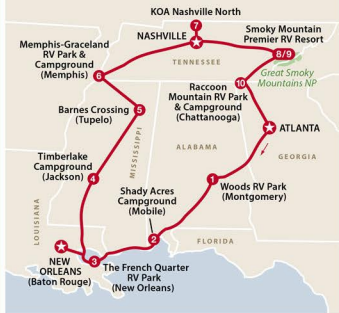 KOA Nashville North
7
NASHVILLE
Smoky Mountain
Premier RV Resort
8/9
Memphis-Graceland
RV Park &
Campground
(Memphis)
6
TENNESSEE
Great Smoky
Mountains NP
Raccoon
Mountain RV Park
& Campground
(Chattanooga)
10
Barnes Crossing
(Tupelo)
5
ATLANTA
MISSISSIPPI
ALABAMA
GEORGIA
Timberlake
Campground
(Jackson)
4
Shady Acres
Campground
(Mobile)
1
Woods RV Park
(Montgomery)
LOUISIANA
2
FLORIDA
NEW
ORLEANS
(Baton Rouge)
3
The French Quarter
RV Park
(New Orleans)